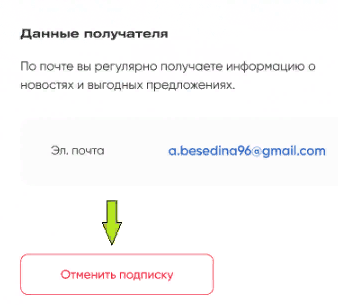 Данные получателя
По почте вы регулярно получаете информацию о
новостях и выгодных предложениях.
Эл. почта a.besedina96@gmail.com
Отменить подписку